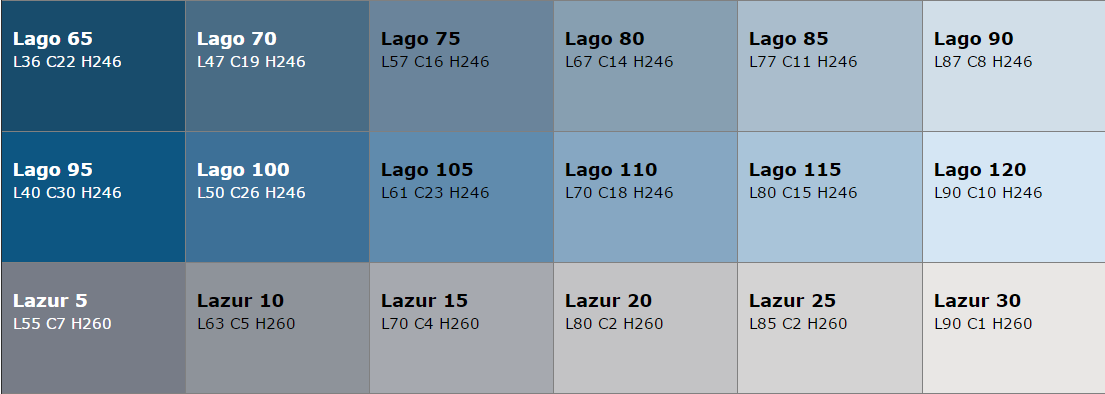 Lago 65
L36 C22 H246
Lago 70
L47 C19 H246
Lago 75
L57 C16 H246
Lago 80
L67 C14 H246
Lago 85
L77 C11 H246
Lago 90
L87 C8 H246
Lago 95
L40 C30 H246
Lago 100
L50 C26 H246
Lago 105
L61 C23 H246
Lago 110
L70 C18 H246
Lago 115
L80 C15 H246
Lago 120
L90 C10 H246
Lazur 5
L55 C7 H260
Lazur 10
L63 C5 H260
Lazur 15
L70 C4 H260
Lazur 20
L80 C2 H260
Lazur 25
L85 C2 H260
Lazur 30
L90 C1 H260